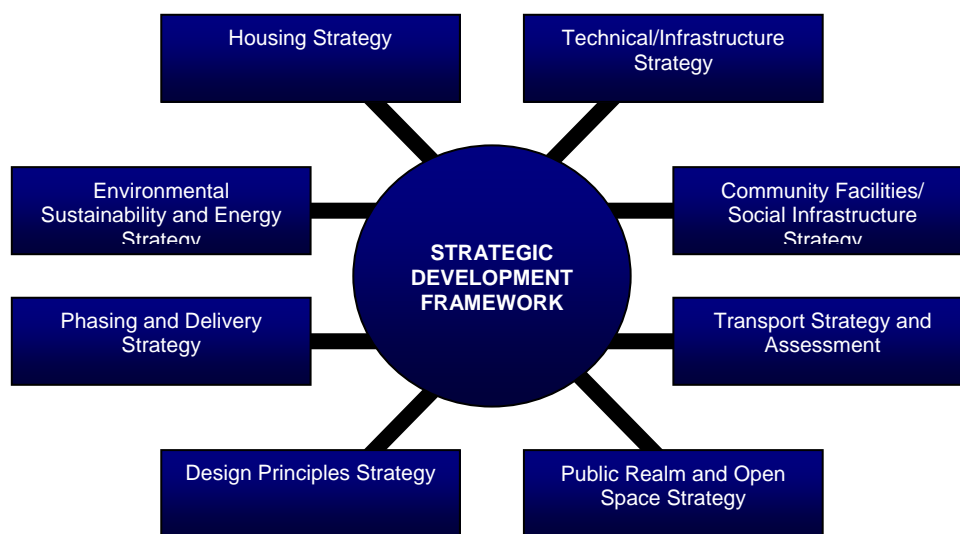 Housing Strategy
Technical/Infrastructure
Strategy
Environmental
Sustainability and Energy
Strategy
Community Facilities/
Social Infrastructure
Strategy
STRATEGIC
DEVELOPMENT
FRAMEWORK
Phasing and Delivery
Strategy
Transport Strategy and
Assessment
Design Principles Strategy
Public Realm and Open
Space Strategy